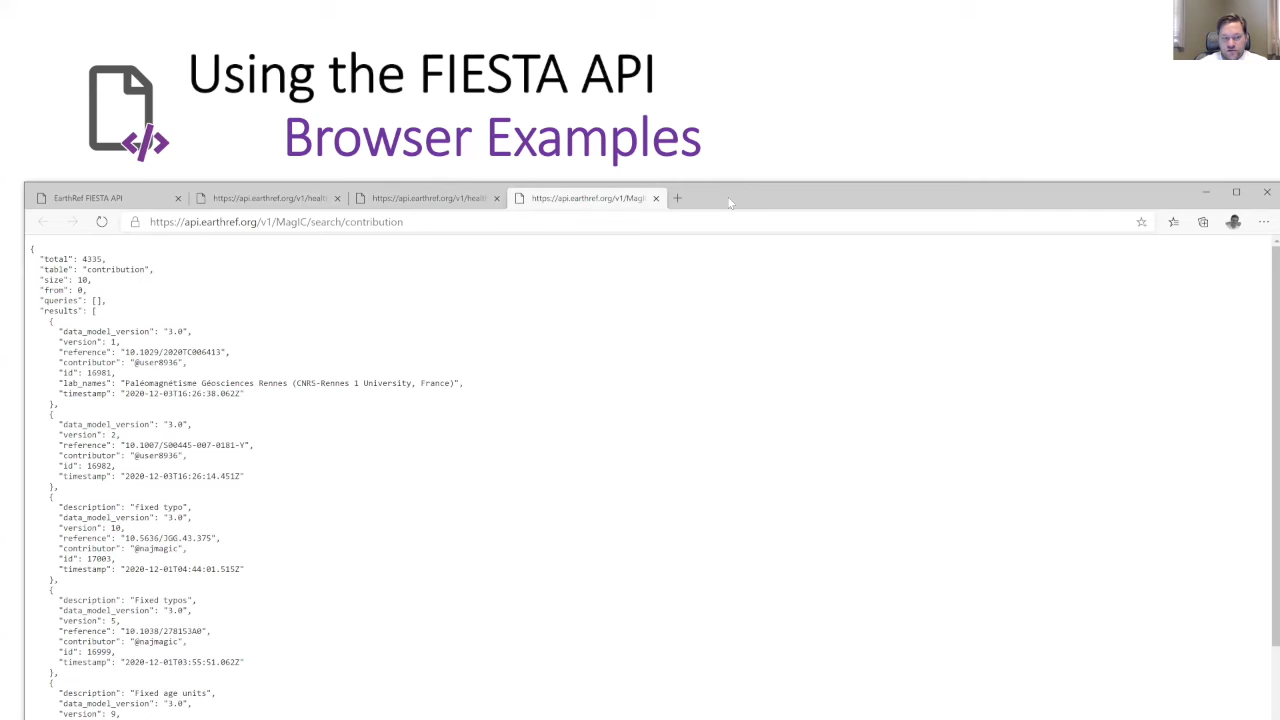 Using the FIESTA API
Browser Examples
EarthRef FIESTA API
https://api.earthref.org/v1/health
https://api.earthref.org/v1/healt
https://api.earthref.org/v1/MagI
https://api.earthref.org/v1/MagIC/search/contribution
{
"total": 4335,
"table": "contribution",
"size": 10,
"from": 0,
"queries": [],
"results": [
{
"data_model_version": "3.0",
"version": 1,
"reference": "10.1029/2020TC006413",
"contributor": "@user8936",
"id": 16981,
"lab_names": "Paléomagnétisme Géosciences Rennes (CNRS-Rennes 1 University, France)",
"timestamp": "2020-12-03T16:26:38.062Z"
},
{
"data_model_version": "3.0",
"version": 2,
"reference": "10.1007/S00445-007-0181-Y",
"contributor": "@user8936",
"id": 16982,
"timestamp": "2020-12-03T16:26:14.451Z"
},
{
"description": "fixed typo",
"data_model_version": "3.0",
"version": 10,
"reference": "10.5636/JGG.43.375",
"contributor": "@najmagic",
"id": 17003,
"timestamp": "2020-12-01T04:44:01.515Z"
},
{
"description": "Fixed typos",
"data_model_version": "3.0",
"version": 5,
"reference": "10.1038/278153A0",
"contributor": "@najmagic",
"id": 16999,
"timestamp": "2020-12-01T03:55:51.062Z"
},
{
"description": "Fixed age units",
"data_model_version": "3.0",
"version": 9,